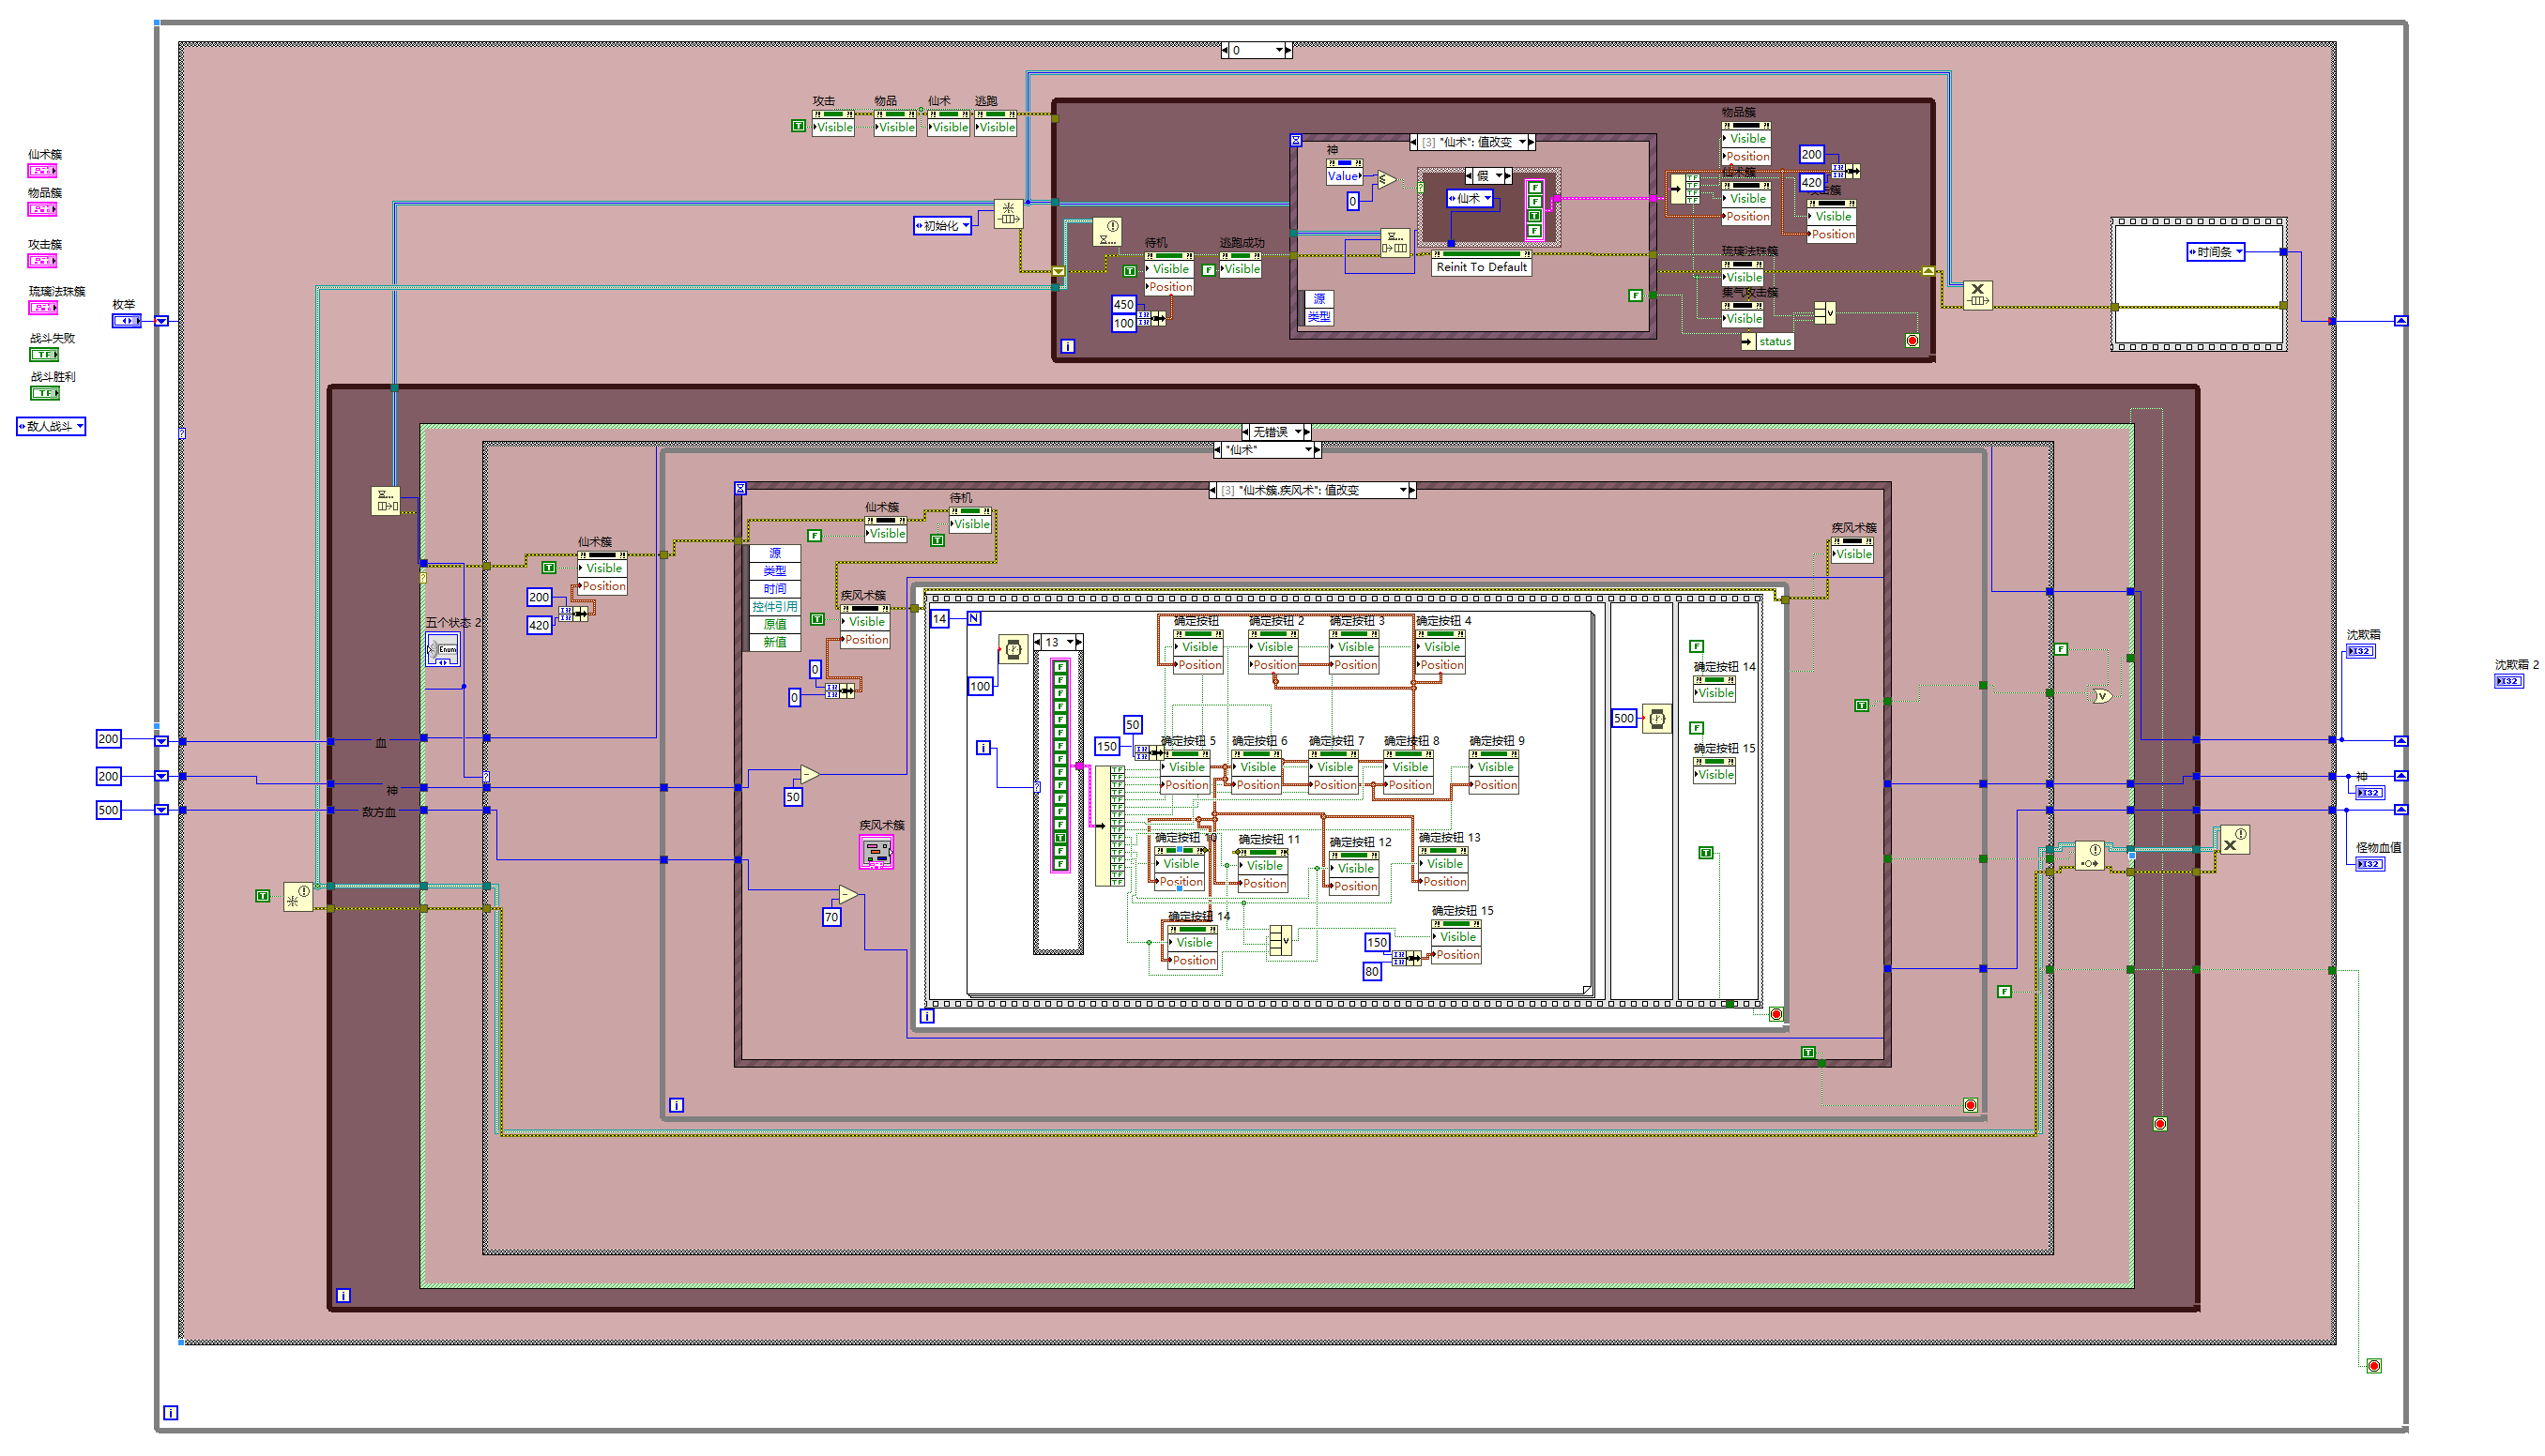 0
攻击
物品
仙术
逃跑
Visible
Visible
Visible
Visible
仙术簇
物品簇
攻击簇
琉璃法珠簇
枚举
战斗失败
战斗胜利
敌人战斗
初始化
待机
Visible
Position
450
100
逃跑成功
Visible
[3] "仙术": 值改变
神
Value
0
假
仙术
Reinit To Default
源
类型
物品簇
Visible
Position
200
420
Visible
Position
Visible
Position
琉璃法珠簇
Visible
集气攻击簇
Visible
status
时间条
无错误
"仙术"
[3] "仙术簇.疾风术": 值改变
仙术簇
Visible
Position
200
420
五个状态 2
Enum
仙术簇
Visible
待机
Visible
源
类型
时间
控件引用
原值
新值
疾风术簇
Visible
Position
0
0
疾风术簇
Visible
14
N
100
13
i
确定按钮
Visible
Position
确定按钮 2
Visible
Position
确定按钮 3
Visible
Position
确定按钮 4
Visible
Position
50
150
确定按钮 5
Visible
Position
确定按钮 6
Visible
Position
确定按钮 7
Visible
Position
确定按钮 8
Visible
Position
确定按钮 9
Visible
Position
确定按钮 10
Visible
Position
确定按钮 11
Visible
Position
确定按钮 12
Visible
Position
确定按钮 13
Visible
Position
确定按钮 14
Visible
Position
150
80
确定按钮 15
Visible
Position
500
确定按钮 14
Visible
确定按钮 15
Visible
200
200
500
血
神
敌方血
50
疾风术簇
70
沈欺霜
I32
沈欺霜 2
I32
神
I32
怪物血值
I32